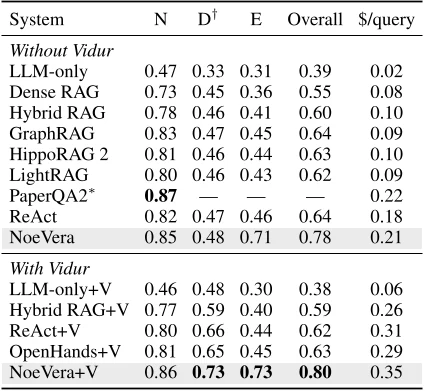 System N D† E Overall $/query
Without Vidur
LLM-only 0.47 0.33 0.31 0.39 0.02
Dense RAG 0.73 0.45 0.36 0.55 0.08
Hybrid RAG 0.78 0.46 0.41 0.60 0.10
GraphRAG 0.83 0.47 0.45 0.64 0.09
HippoRAG 2 0.81 0.46 0.44 0.63 0.10
LightRAG 0.80 0.46 0.43 0.62 0.09
PaperQA2* 0.87 — — — 0.22
ReAct 0.82 0.47 0.46 0.64 0.18
NoeVera 0.85 0.48 0.71 0.78 0.21
With Vidur
LLM-only+V 0.46 0.48 0.30 0.38 0.06
Hybrid RAG+V 0.77 0.59 0.40 0.59 0.26
ReAct+V 0.80 0.66 0.44 0.62 0.31
OpenHands+V 0.81 0.65 0.45 0.63 0.29
NoeVera+V 0.86 0.73 0.73 0.80 0.35